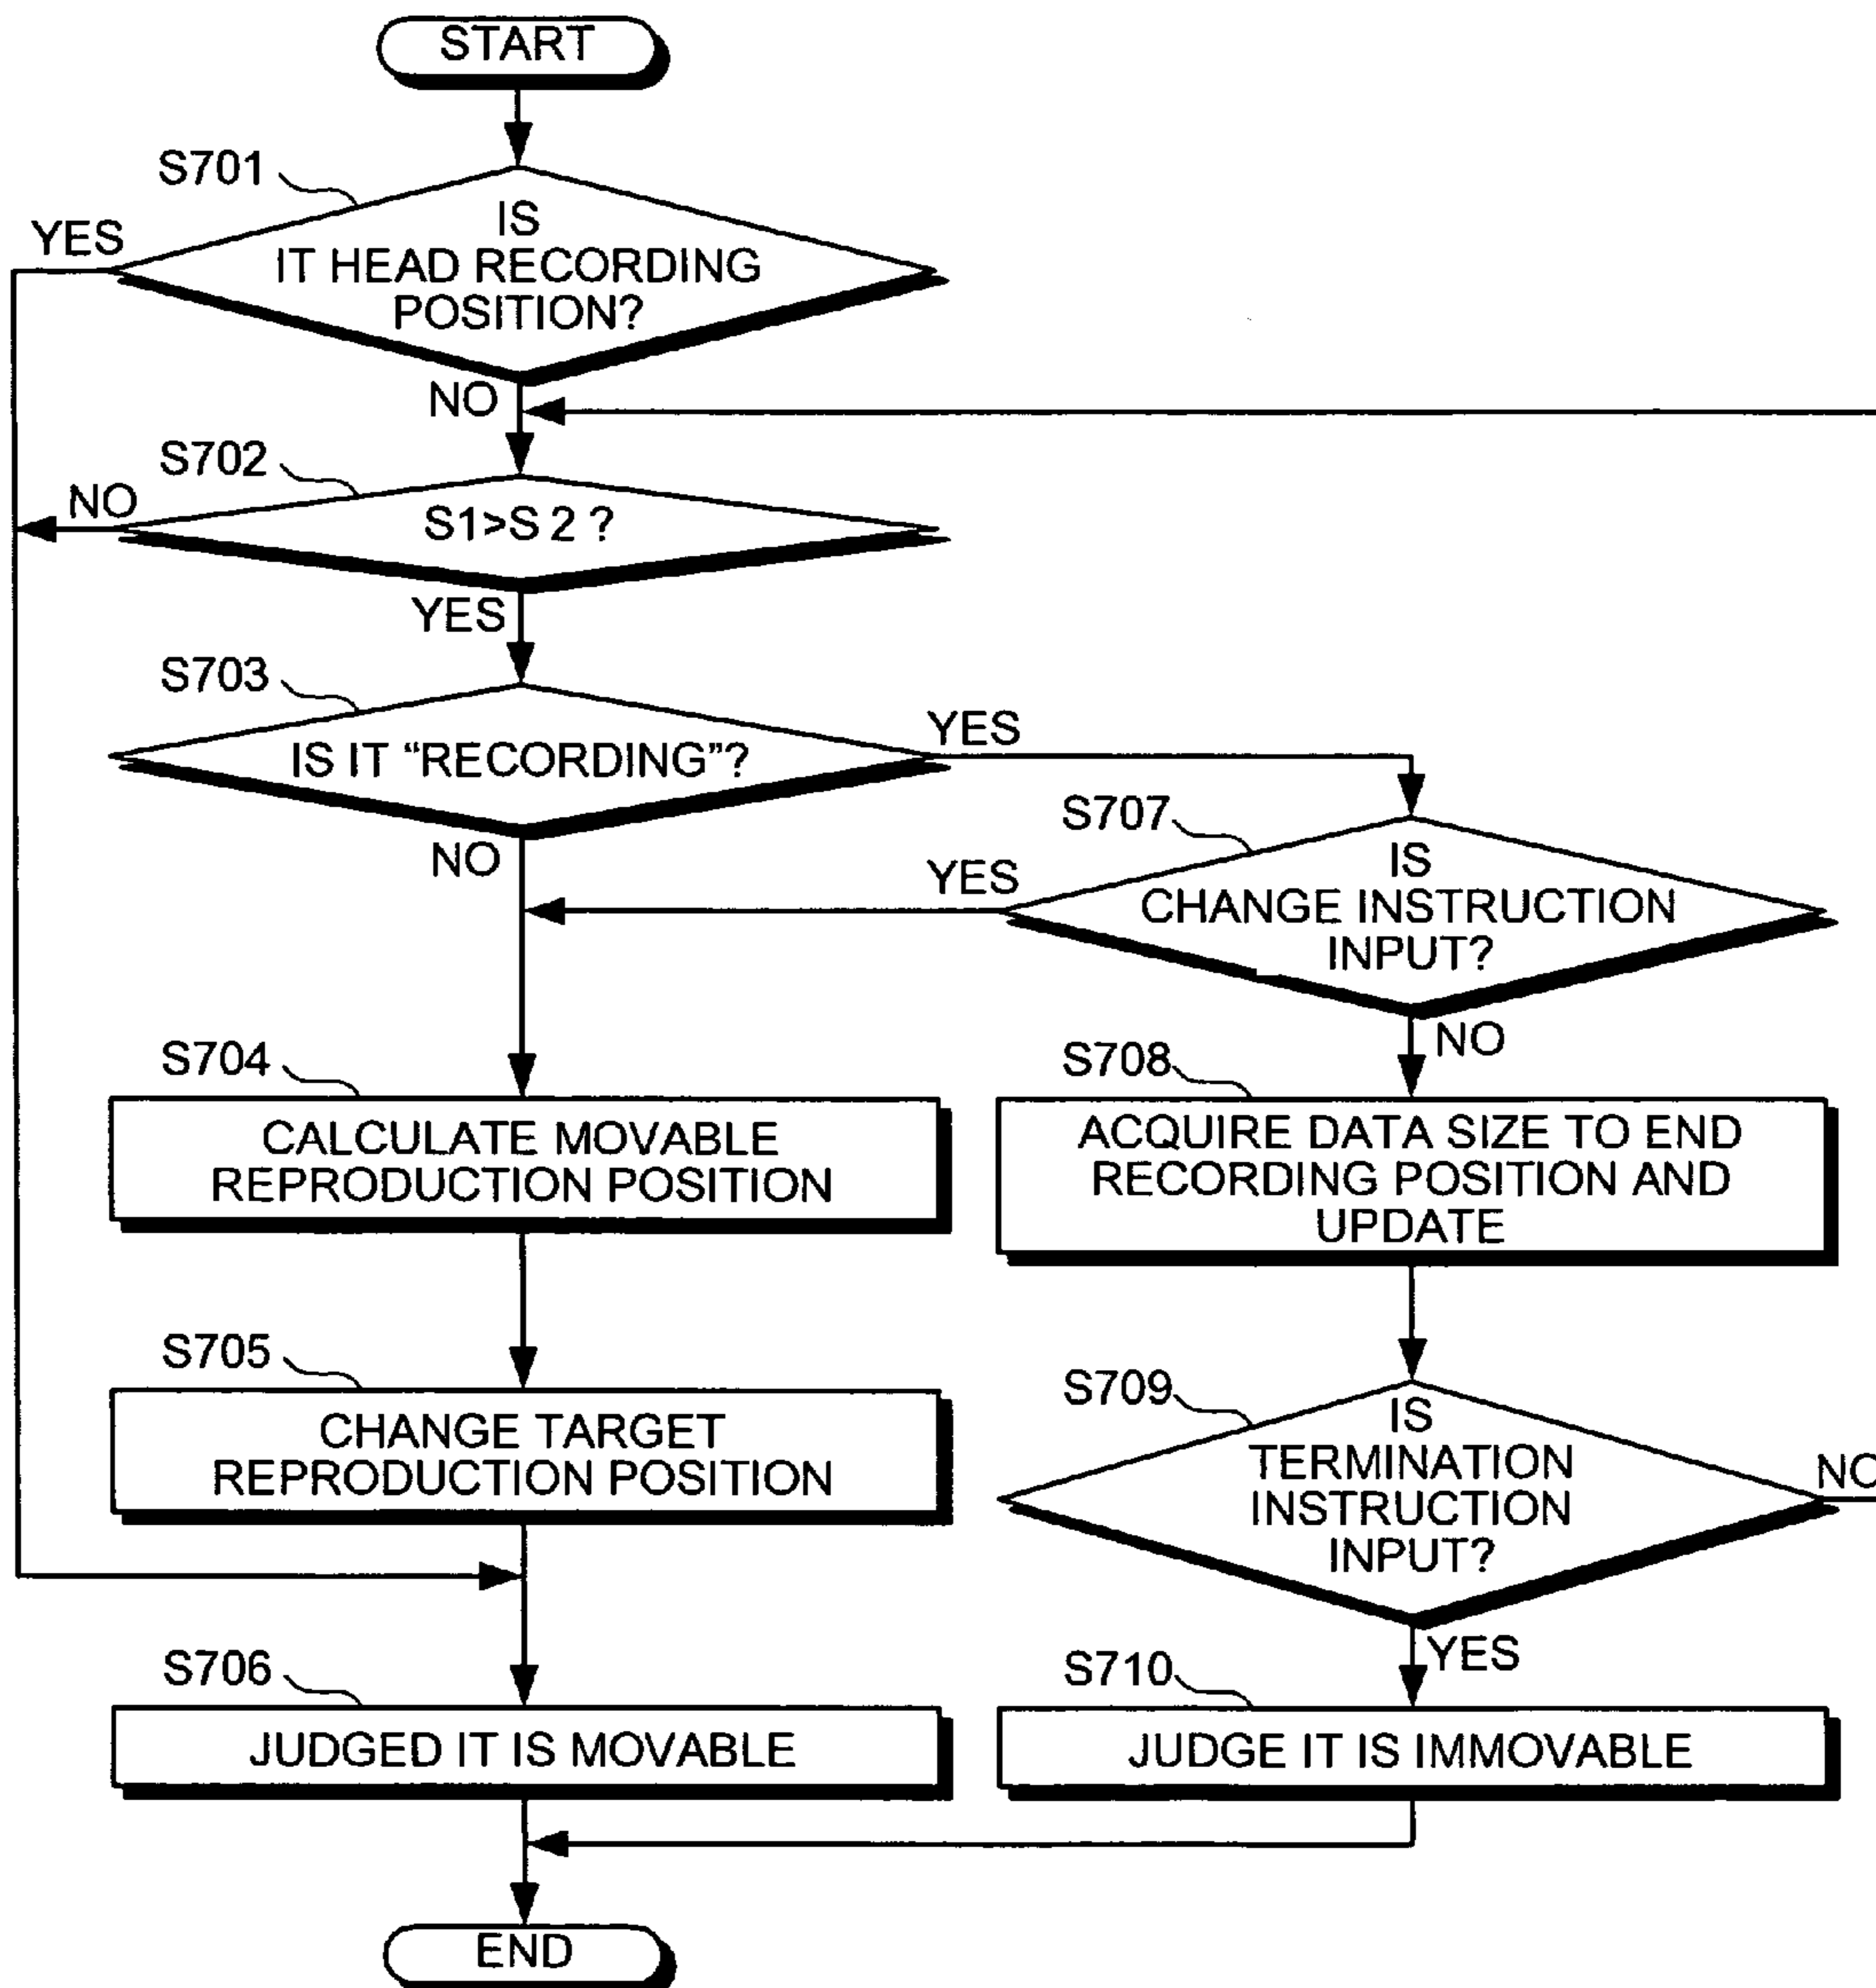 START
S701
YES
IS
IT HEAD RECORDING
POSITION?
NO
S702
NO
S1>S 2 ?
YES
S703
IS IT “RECORDING”?
YES
NO
S707
YES
IS
CHANGE INSTRUCTION
INPUT?
NO
S704
CALCULATE MOVABLE
REPRODUCTION POSITION
S708
ACQUIRE DATA SIZE TO END
RECORDING POSITION AND
UPDATE
S705
CHANGE TARGET
REPRODUCTION POSITION
S709
IS
TERMINATION
INSTRUCTION
INPUT?
NO
YES
S706
JUDGED IT IS MOVABLE
S710
JUDGE IT IS IMMOVABLE
END